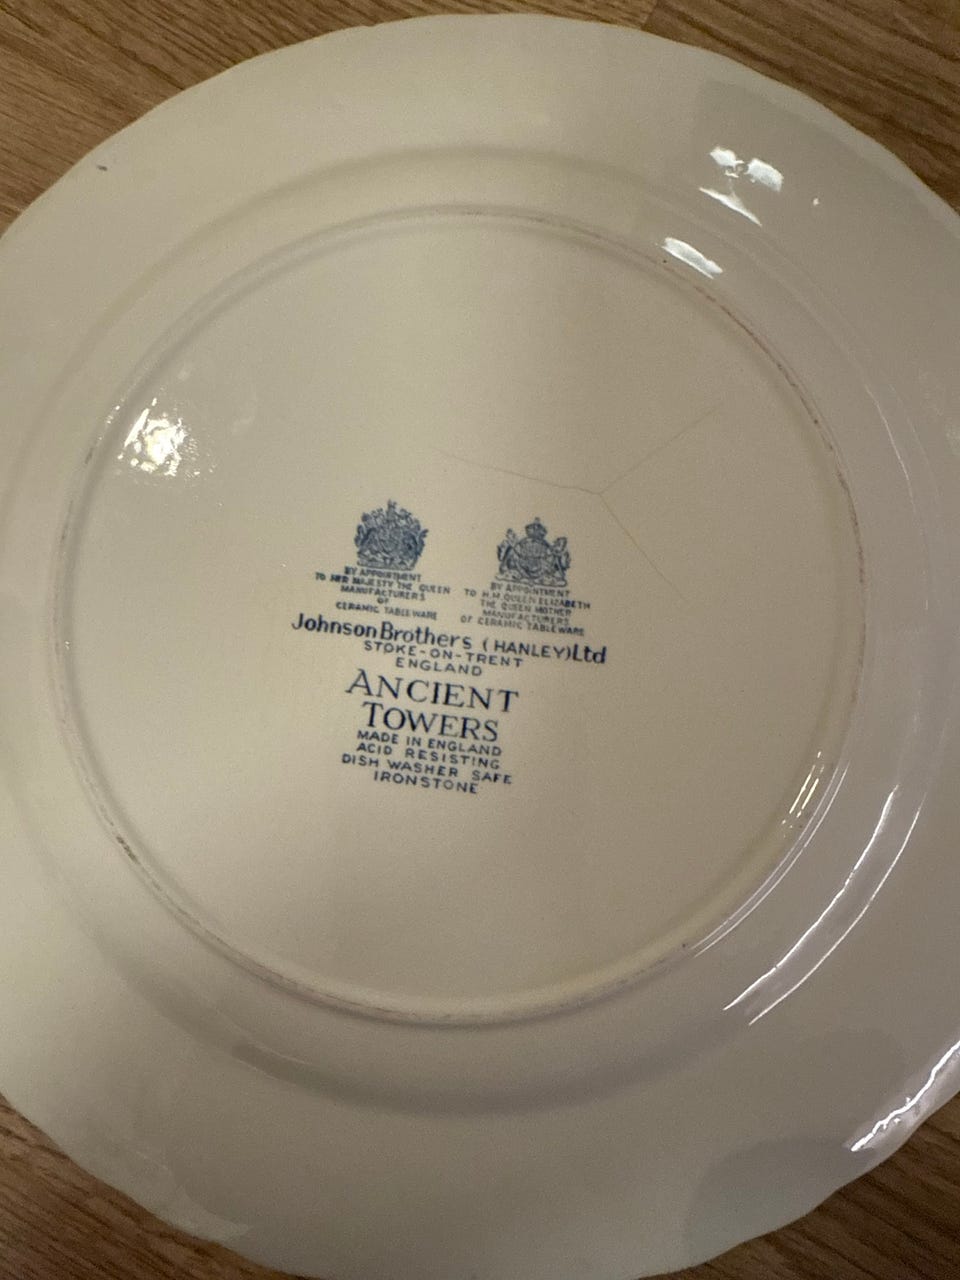 BY APPOINTMENT
TO HER MAJESTY THE QUEEN
MANUFACTURERS
OF
CERAMIC TABLEWARE
BY APPOINTMENT
TO H.M. QUEEN ELIZABETH
THE QUEEN MOTHER
MANUFACTURERS
OF CERAMIC TABLEWARE
Johnson Brothers (HANLEY) Ltd
STOKE-ON-TRENT
ENGLAND
ANCIENT
TOWERS
MADE IN ENGLAND
ACID RESISTING
DISH WASHER SAFE
IRONSTONE